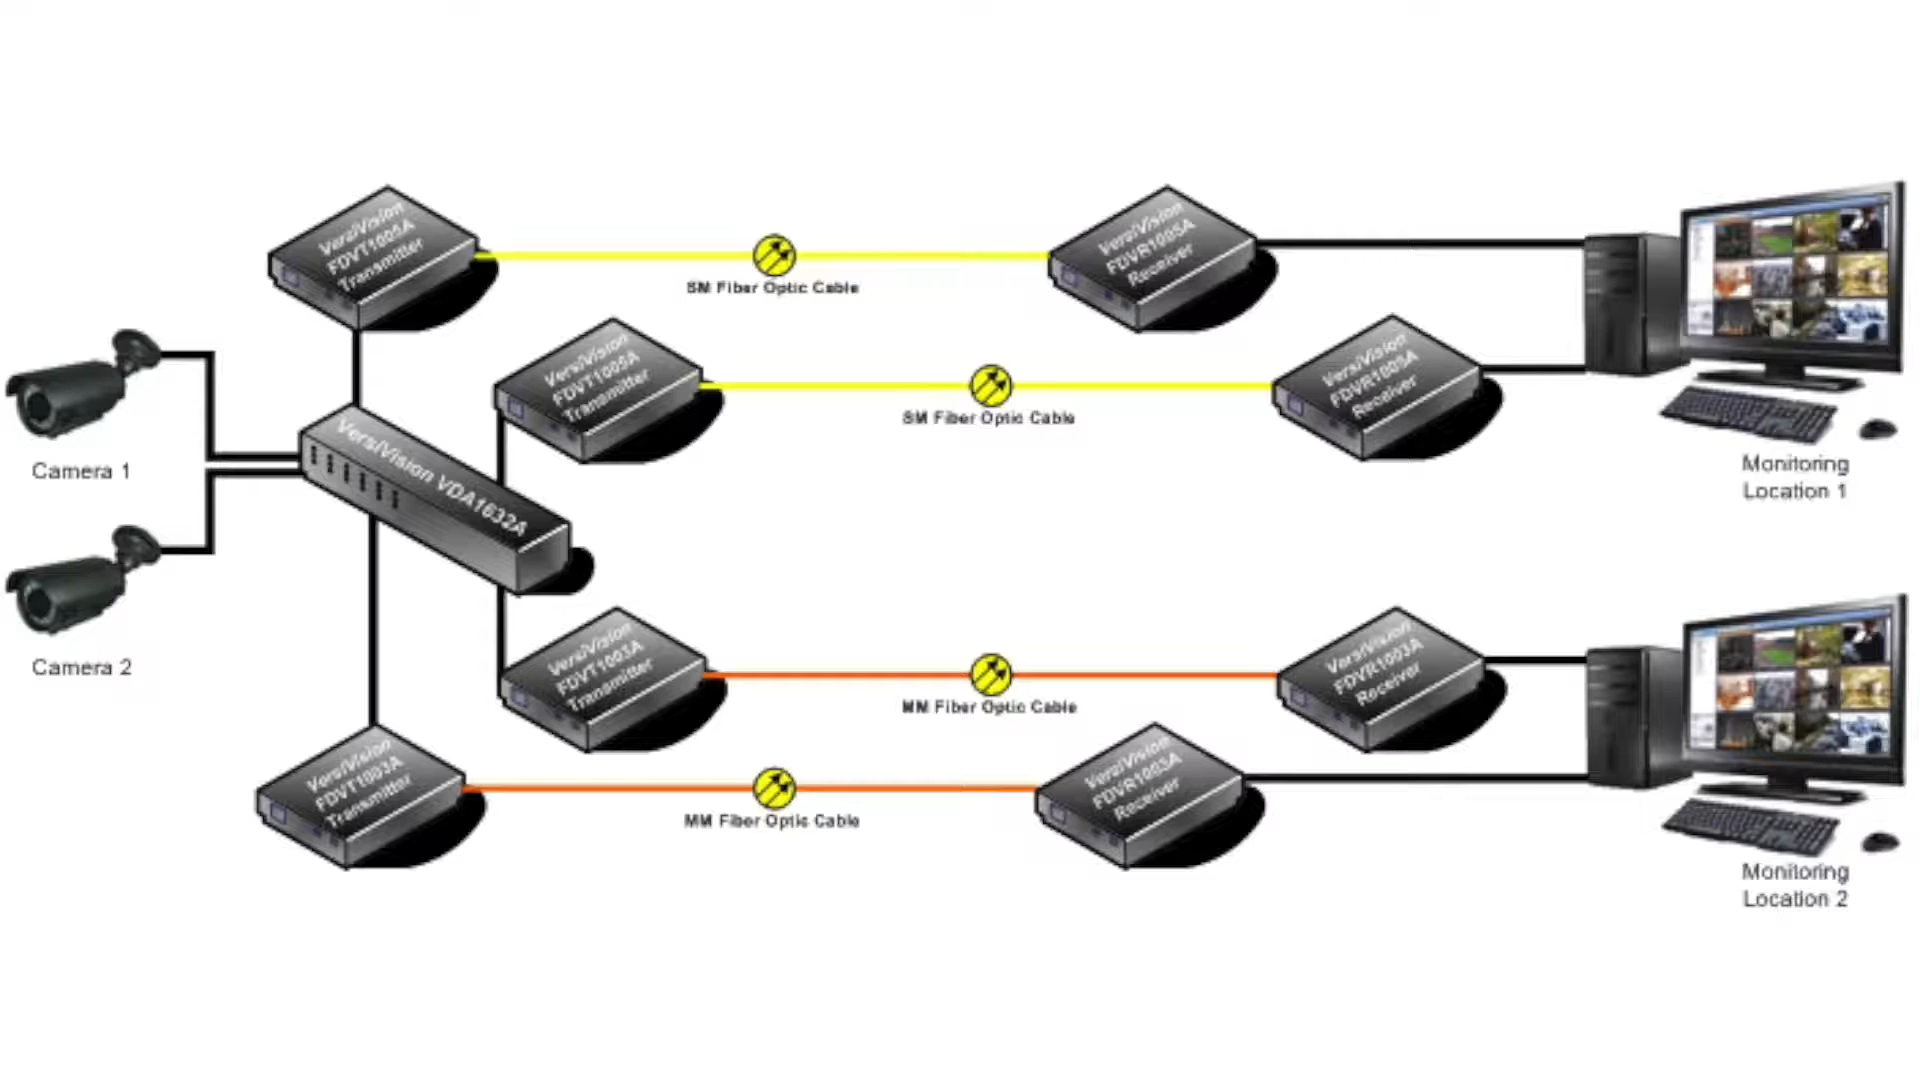 VersiVision
FDVT1005A
Transmitter
SM Fiber Optic Cable
VersiVision
FDVR1005A
Receiver
VersiVision
FDVT1005A
Transmitter
SM Fiber Optic Cable
VersiVision
FDVR1005A
Receiver
Camera 1
VersiVision VDA1632A
Monitoring
Location 1
Camera 2
VersiVision
FDVT1003A
Transmitter
MM Fiber Optic Cable
VersiVision
FDVR1003A
Receiver
VersiVision
FDVT1003A
Transmitter
MM Fiber Optic Cable
VersiVision
FDVR1003A
Receiver
Monitoring
Location 2